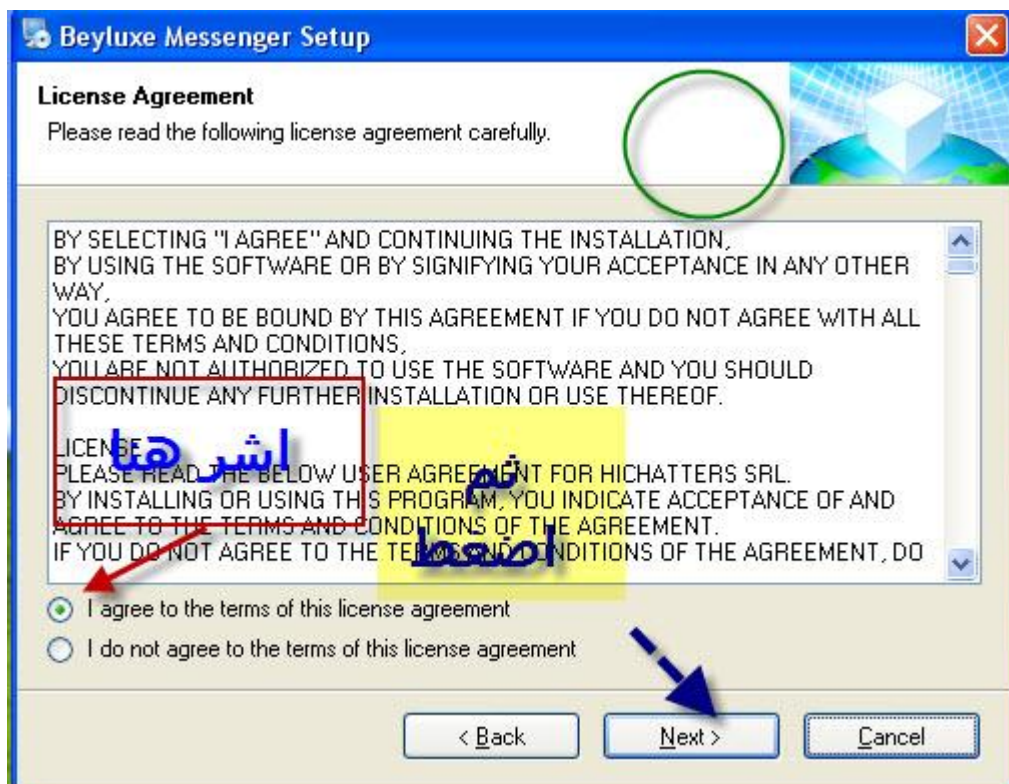 Beyluxe Messenger Setup
License Agreement
Please read the following license agreement carefully.
BY SELECTING "I AGREE" AND CONTINUING THE INSTALLATION,
BY USING THE SOFTWARE OR BY SIGNIFYING YOUR ACCEPTANCE IN ANY OTHER
WAY,
YOU AGREE TO BE BOUND BY THIS AGREEMENT IF YOU DO NOT AGREE WITH ALL
THESE TERMS AND CONDITIONS,
YOU ARE NOT AUTHORIZED TO USE THE SOFTWARE AND YOU SHOULD
DISCONTINUE ANY FURTHER INSTALLATION OR USE THEREOF.
LICENSE
PLEASE READ THE BELOW USER AGREEMENT FOR HICHATTERS SRL.
BY INSTALLING OR USING THIS PROGRAM, YOU INDICATE ACCEPTANCE OF AND
AGREE TO THE TERMS AND CONDITIONS OF THE AGREEMENT.
IF YOU DO NOT AGREE TO THE TERMS AND CONDITIONS OF THE AGREEMENT, DO
اشر هنا
ثم
اضغط
I agree to the terms of this license agreement
I do not agree to the terms of this license agreement
< Back
Next >
Cancel